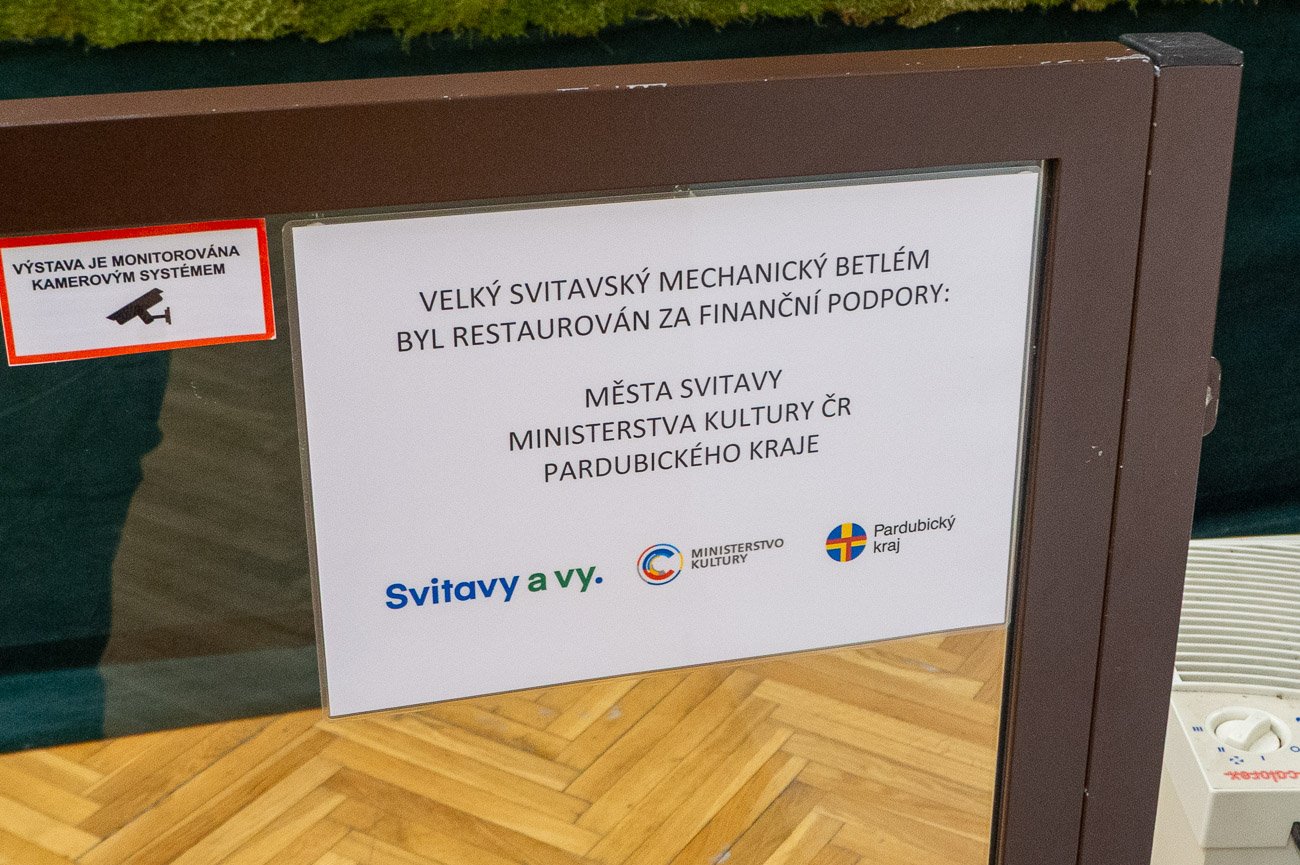 VÝSTAVA JE MONITOROVÁNA
KAMEROVÝM SYSTÉMEM
VELKÝ SVITAVSKÝ MECHANICKÝ BETLÉM
BYL RESTAUROVÁN ZA FINANČNÍ PODPORY:
MĚSTA SVITAVY
MINISTERSTVA KULTURY ČR
PARDUBICKÉHO KRAJE
Svitavy a vy.
MINISTERSTVO
KULTURY
Pardubický
kraj